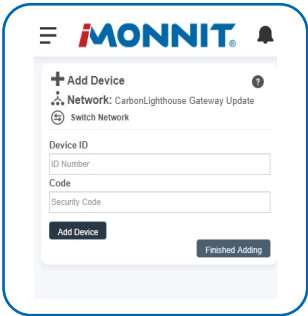 iMONNIT®
Add Device
Network: CarbonLighthouse Gateway Update
Switch Network
Device ID
ID Number
Code
Security Code
Add Device
Finished Adding